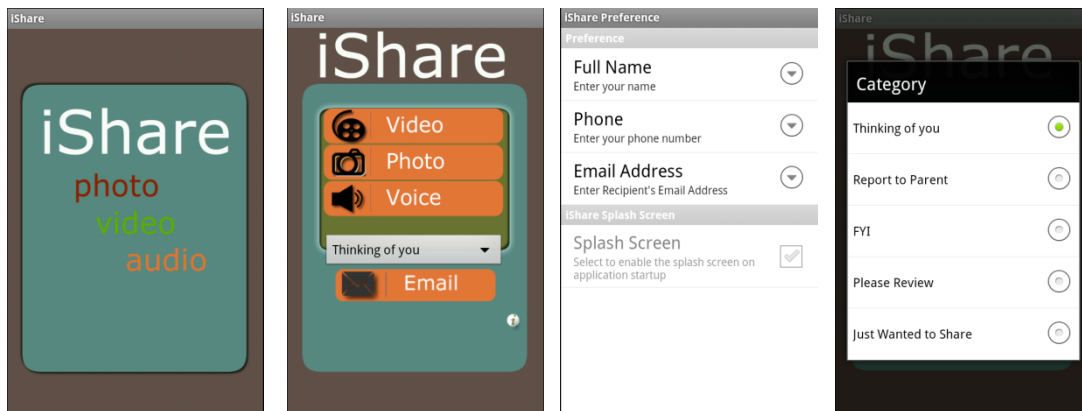 iShare
iShare
photo
video
audio
iShare
iShare
Video
Photo
Voice
Thinking of you
Email
iShare Preference
Preference
Full Name
Enter your name
Phone
Enter your phone number
Email Address
Enter Recipient's Email Address
iShare Splash Screen
Splash Screen
Select to enable the splash screen on
application startup
iShare
iShare
Category
Thinking of you
Report to Parent
FYI
Please Review
Just Wanted to Share